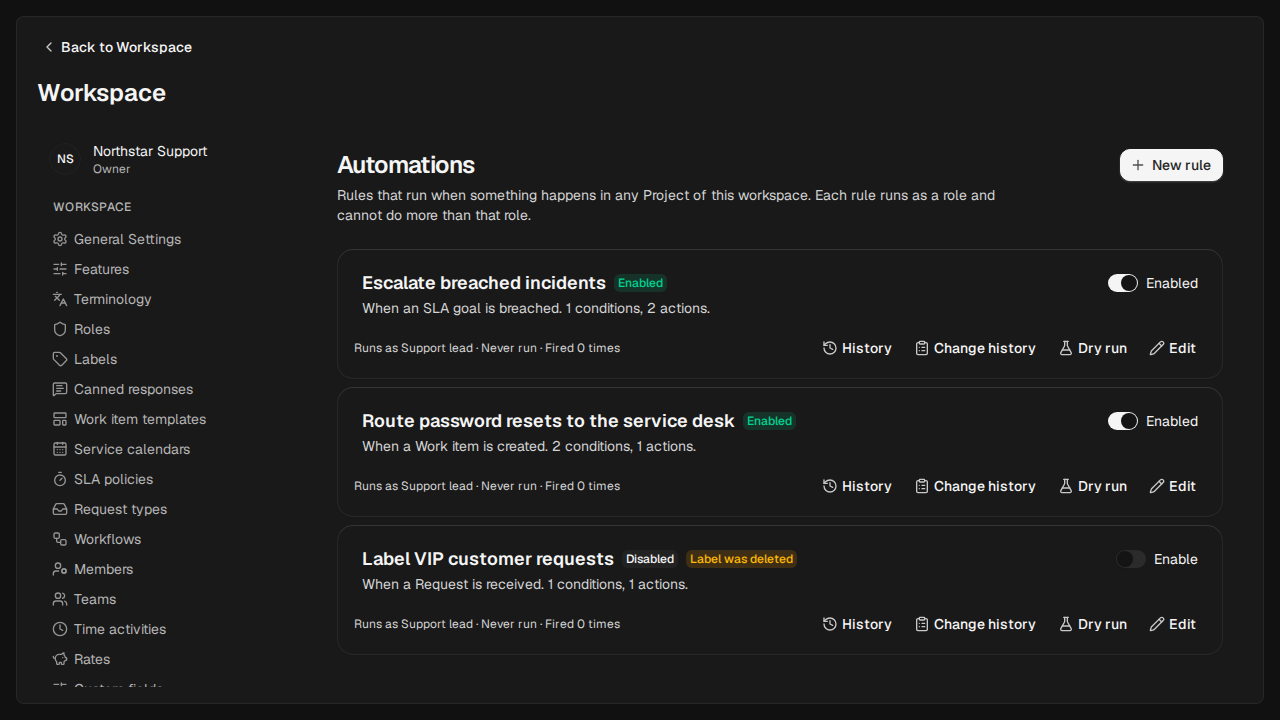 Back to Workspace
Workspace
NS
Northstar Support
Owner
WORKSPACE
General Settings
Features
Terminology
Roles
Labels
Canned responses
Work item templates
Service calendars
SLA policies
Request types
Workflows
Members
Teams
Time activities
Rates
Automations
New rule
Rules that run when something happens in any Project of this workspace. Each rule runs as a role and
cannot do more than that role.
Escalate breached incidents Enabled
Enabled
When an SLA goal is breached. 1 conditions, 2 actions.
Runs as Support lead · Never run · Fired 0 times
History Change history Dry run Edit
Route password resets to the service desk Enabled
Enabled
When a Work item is created. 2 conditions, 1 actions.
Runs as Support lead · Never run · Fired 0 times
History Change history Dry run Edit
Label VIP customer requests Disabled Label was deleted
Enable
When a Request is received. 1 conditions, 1 actions.
Runs as Support lead · Never run · Fired 0 times
History Change history Dry run Edit